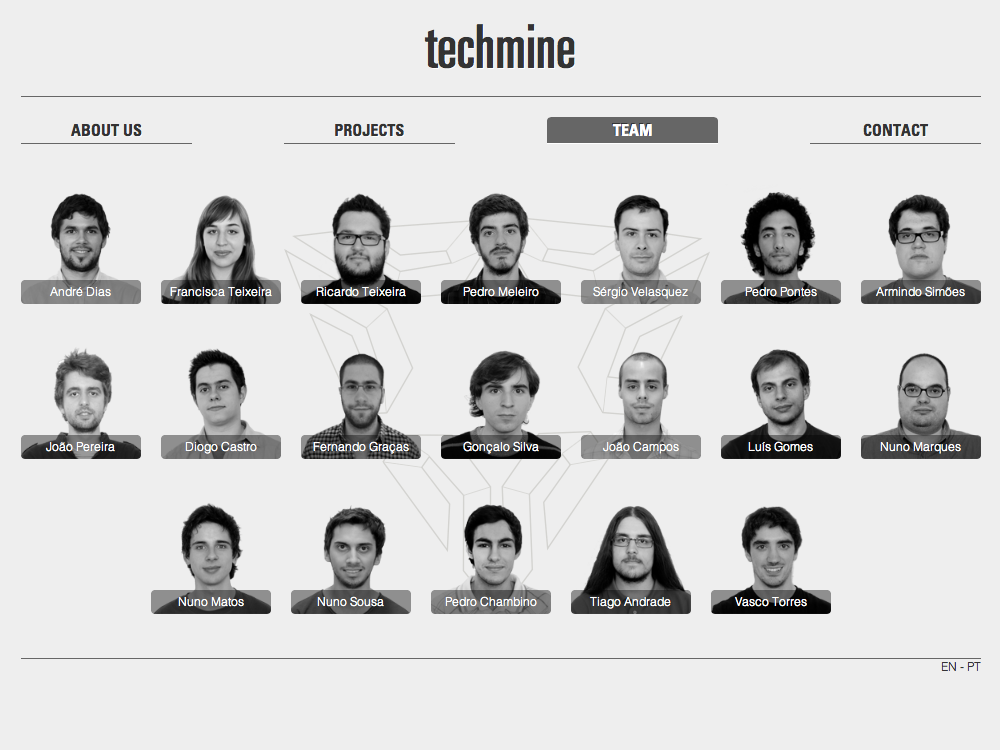 techmine
ABOUT US
PROJECTS
TEAM
CONTACT
André Dias
Francisca Teixeira
Ricardo Teixeira
Pedro Meleiro
Sérgio Velasquez
Pedro Pontes
Armindo Simões
João Pereira
Diogo Castro
Fernando Graças
Gonçalo Silva
João Campos
Luís Gomes
Nuno Marques
Nuno Matos
Nuno Sousa
Pedro Chambino
Tiago Andrade
Vasco Torres
EN - PT